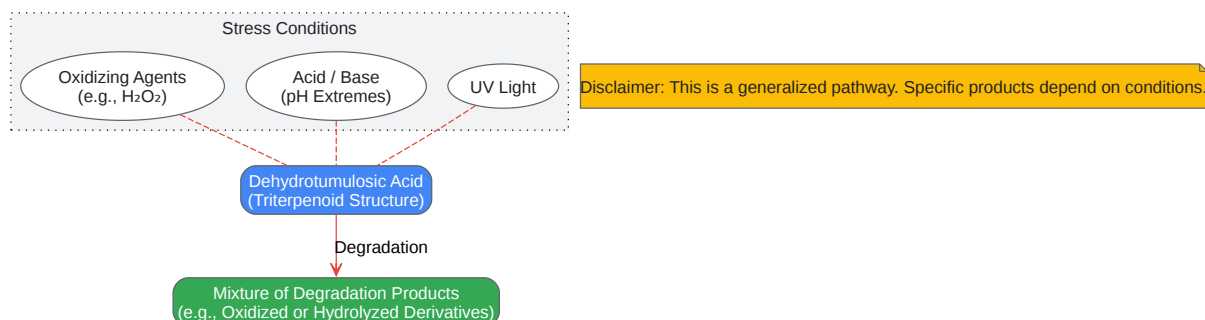 Stress Conditions
Oxidizing Agents
(e.g., H₂O₂)
Acid / Base
(pH Extremes)
UV Light
Disclaimer: This is a generalized pathway. Specific products depend on conditions.
Dehydrotumulosic Acid
(Triterpenoid Structure)
Degradation
Mixture of Degradation Products
(e.g., Oxidized or Hydrolyzed Derivatives)